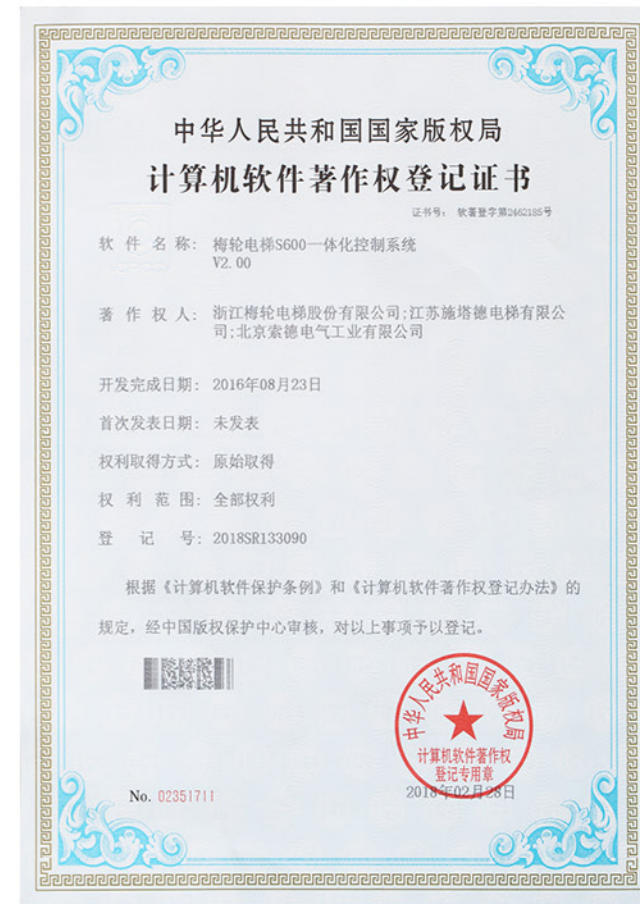 中华人民共和国国家版权局
计算机软件著作权登记证书
证书号： 软著登字第2462185号
软件名称： 梅轮电梯S600一体化控制系统
V2.00
著作权人： 浙江梅轮电梯股份有限公司;江苏施塔德电梯有限公
司;北京索德电气工业有限公司
开发完成日期： 2016年08月23日
首次发表日期： 未发表
权利取得方式： 原始取得
权利范围： 全部权利
登记号： 2018SR133090
根据《计算机软件保护条例》和《计算机软件著作权登记办法》的
规定，经中国版权保护中心审核，对以上事项予以登记。
中华人民共和国国家版权局
计算机软件著作权
登记专用章
No. 02351711
2018年02月28日